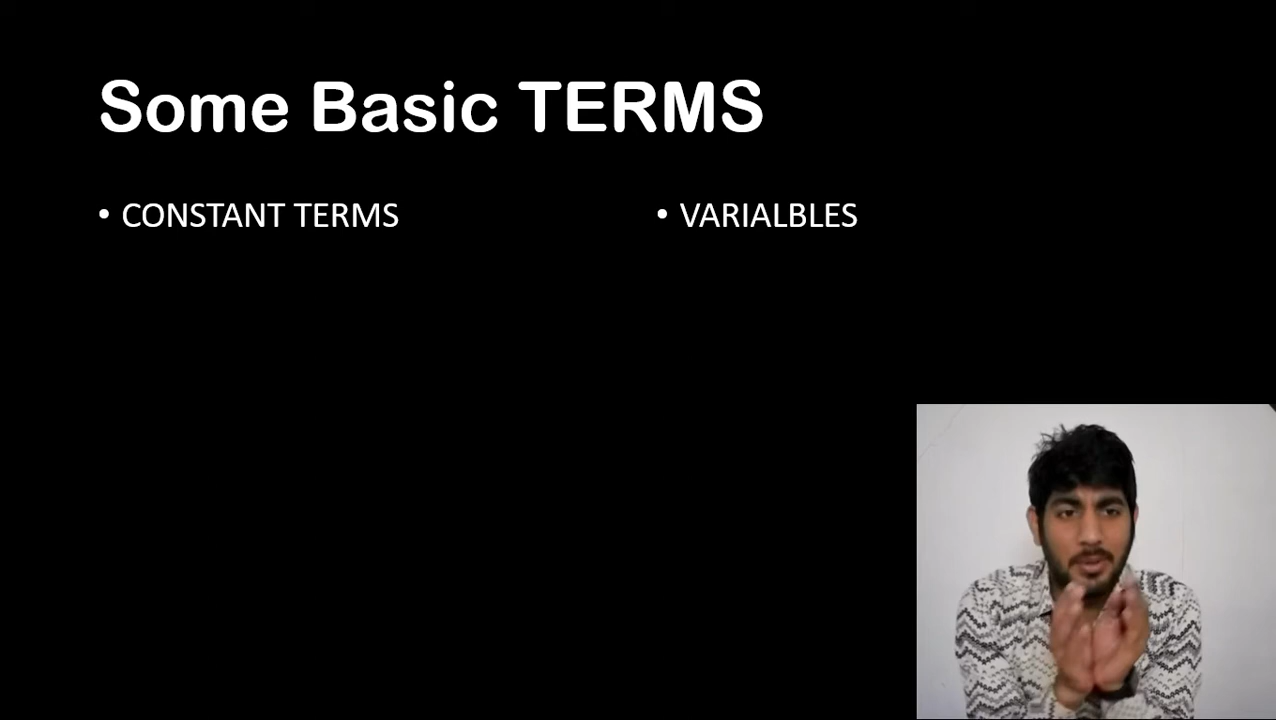 Some Basic TERMS
• CONSTANT TERMS
• VARIALBLES